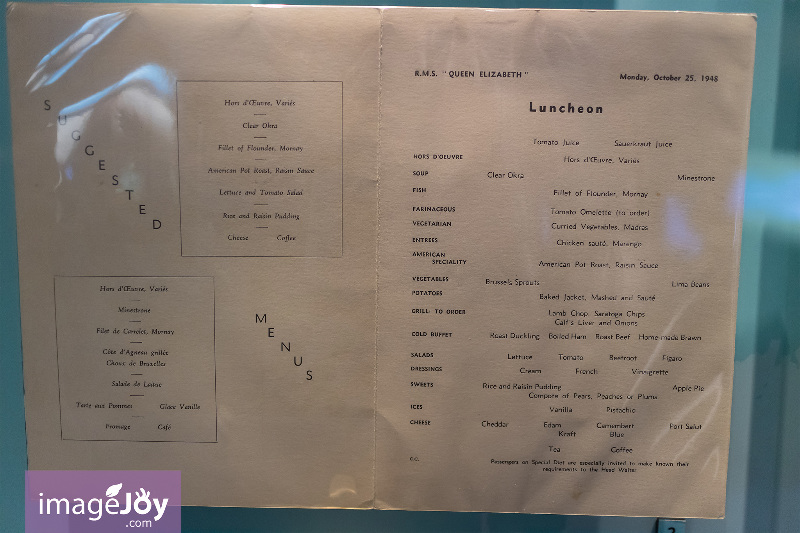 SUGGESTED
Hors d'Œuvre, Variés
Clear Okra
Fillet of Flounder, Mornay
American Pot Roast, Raisin Sauce
Lettuce and Tomato Salad
Rice and Raisin Pudding
Cheese Coffee
Hors d'Œuvre, Variés
Minestrone
Filet de Carrelet, Mornay
Côte d'Agneau grillée
Choux de Bruxelles
Salade de Laitue
Tarte aux Pommes Glace Vanille
Fromage Café
MENUS
R.M.S. "QUEEN ELIZABETH" Monday, October 25, 1948
Luncheon
Tomato Juice Sauerkraut Juice
HORS D'OEUVRE Hors d'Œuvre, Variés
SOUP Clear Okra Minestrone
FISH Fillet of Flounder, Mornay
FARINACEOUS Tomato Omelette (to order)
VEGETARIAN Curried Vegetables, Madras
ENTREES Chicken sauté, Marengo
AMERICAN
SPECIALITY American Pot Roast, Raisin Sauce
VEGETABLES Brussels Sprouts Lima Beans
POTATOES Baked Jacket, Mashed and Sauté
GRILL: TO ORDER Lamb Chop, Saratoga Chips
Calf's Liver and Onions
COLD BUFFET Roast Duckling Boiled Ham Roast Beef Home-made Brawn
SALADS Lettuce Tomato Beetroot Figaro
DRESSINGS Cream French Vinaigrette
SWEETS Rice and Raisin Pudding Apple Pie
Compote of Pears, Peaches or Plums
ICES Vanilla Pistachio
CHEESE Cheddar Edam Camembert Port Salut
Kraft Blue
Tea Coffee
Passengers on Special Diet are especially invited to make known their
requirements to the Head Waiter
imageJoy
.com